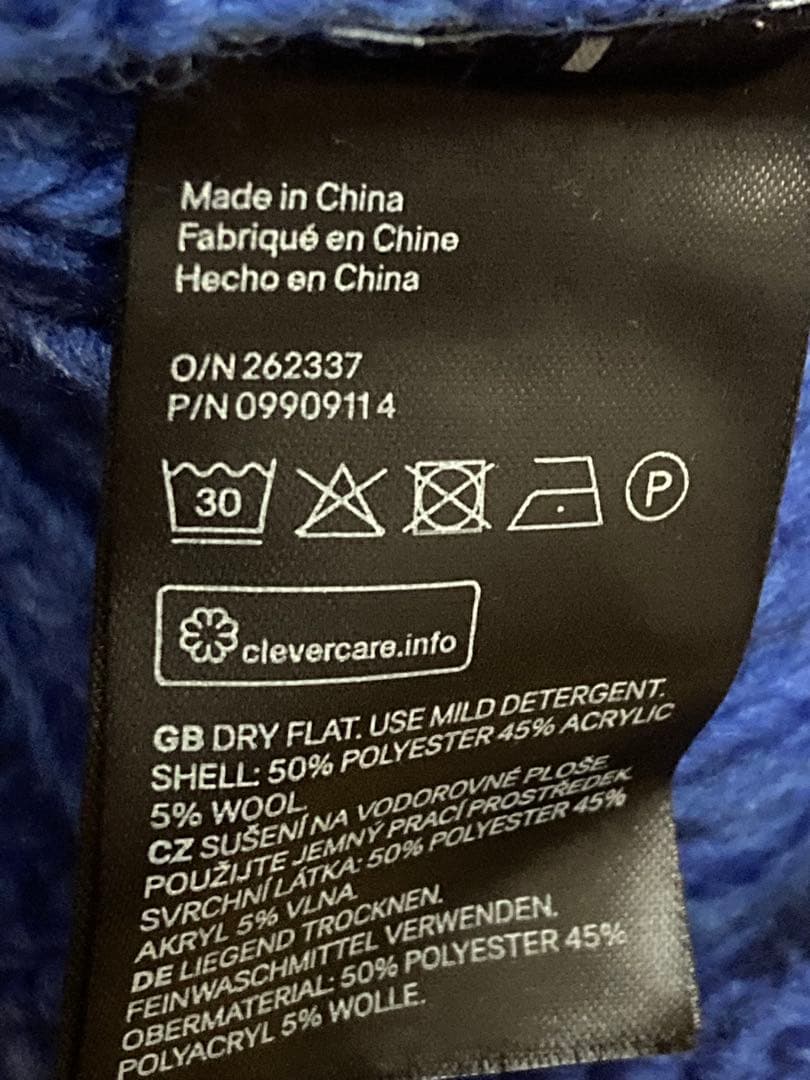 Made in China
Fabriqué en Chine
Hecho en China
O/N 262337
P/N 09909114
30
P
clevercare.info
GB DRY FLAT. USE MILD DETERGENT.
SHELL: 50% POLYESTER 45% ACRYLIC
5% WOOL
CZ SUŠENÍ NA VODOROVNÉ PLOŠE
POUŽIJTE JEMNÝ PRACÍ PROSTŘEDEK
SVRCHNÍ LÁTKA: 50% POLYESTER 45%
AKRYL 5% VLNA
DE LIEGEND TROCKNEN.
FEINWASCHMITTEL VERWENDEN.
OBERMATERIAL: 50% POLYESTER 45%
POLYACRYL 5% WOLLE.